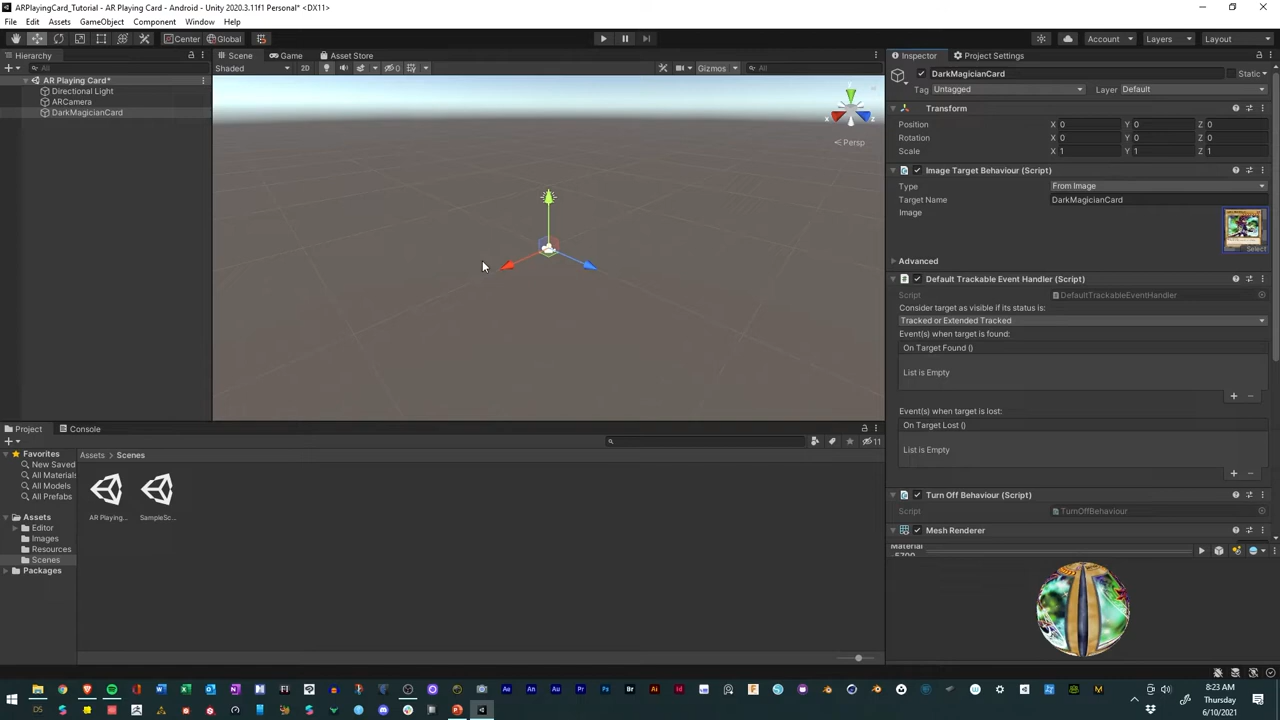 ARPlayingCard_Tutorial - AR Playing Card - Android - Unity 2020.3.11f1 Personal* <DX11>
File Edit Assets GameObject Component Window Help
Center Global Account Layers Layout
Hierarchy Scene Game Asset Store Inspector Project Settings
All Shaded 2D 0 Gizmos All DarkMagicianCard Static
AR Playing Card* Tag Untagged Layer Default
Directional Light
ARCamera
DarkMagicianCard
Transform
Position X 0 Y 0 Z 0
Rotation X 0 Y 0 Z 0
Scale X 1 Y 1 Z 1
x z
Persp
Image Target Behaviour (Script)
Type From Image
Target Name DarkMagicianCard
Image
Select
Advanced
Default Trackable Event Handler (Script)
Script DefaultTrackableEventHandler
Consider target as visible if its status is:
Tracked or Extended Tracked
Event(s) when target is found:
On Target Found ()
List is Empty
Event(s) when target is lost:
On Target Lost ()
List is Empty
Turn Off Behaviour (Script)
Script TurnOffBehaviour
Mesh Renderer
Material
Project Console
11
Favorites Assets > Scenes
New Saved
All Materials
All Models
All Prefabs
AR Playing... SampleSc...
Assets
Editor
Images
Resources
Scenes
Packages
8:23 AM
Thursday
6/10/2021